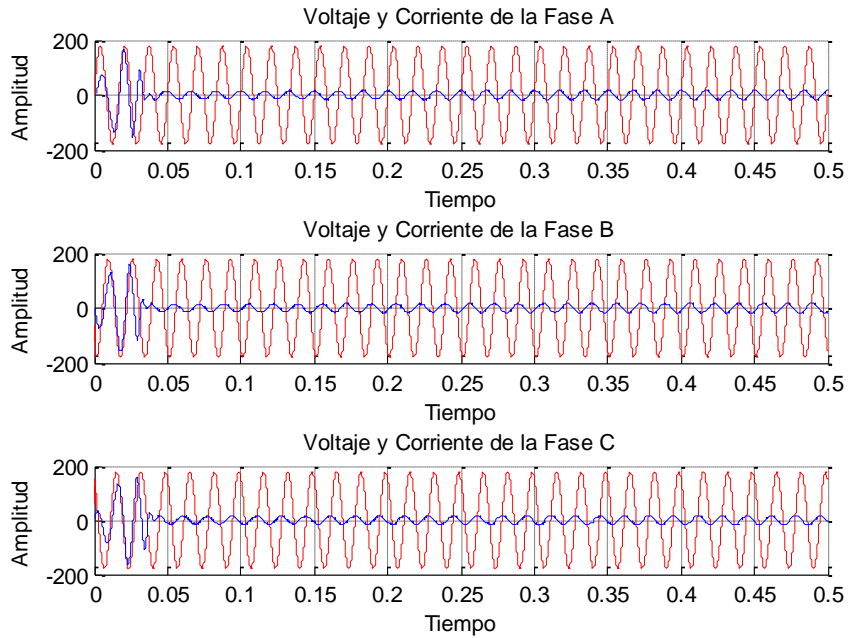 Voltaje y Corriente de la Fase A
Amplitud
200
0
-200
0 0.05 0.1 0.15 0.2 0.25 0.3 0.35 0.4 0.45 0.5
Tiempo
Voltaje y Corriente de la Fase B
Amplitud
200
0
-200
0 0.05 0.1 0.15 0.2 0.25 0.3 0.35 0.4 0.45 0.5
Tiempo
Voltaje y Corriente de la Fase C
Amplitud
200
0
-200
0 0.05 0.1 0.15 0.2 0.25 0.3 0.35 0.4 0.45 0.5
Tiempo